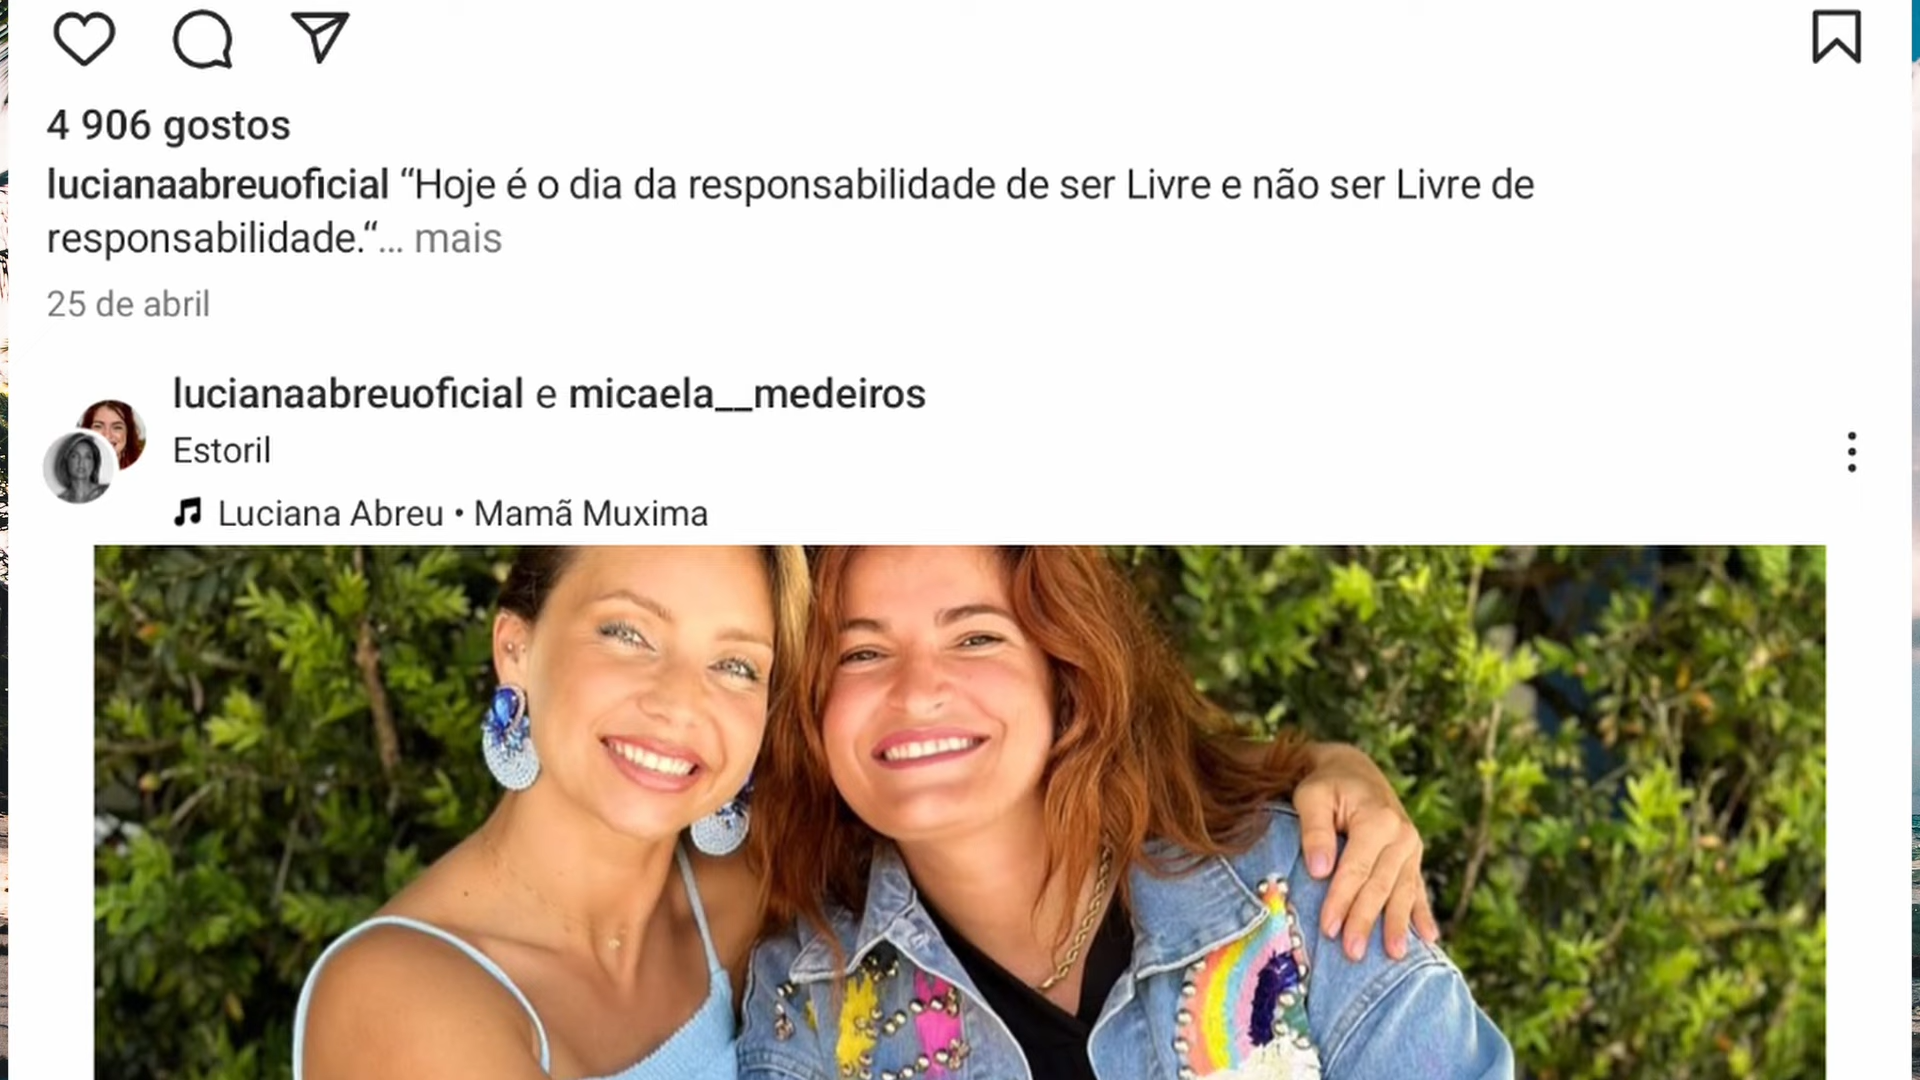 4 906 gostos
lucianaabreuoficial “Hoje é o dia da responsabilidade de ser Livre e não ser Livre de
responsabilidade.“... mais
25 de abril
lucianaabreuoficial e micaela__medeiros
Estoril
Luciana Abreu • Mamã Muxima